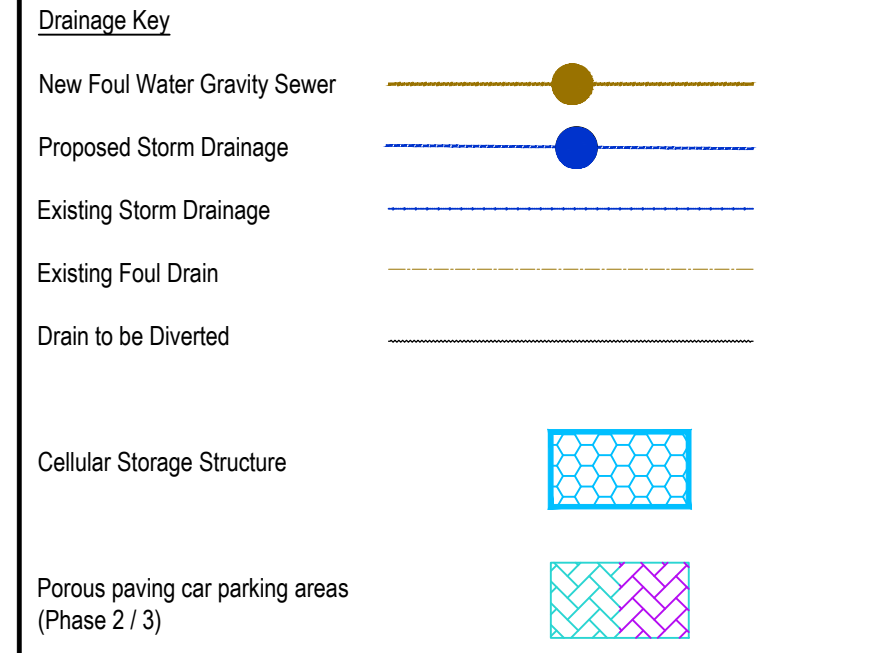 Drainage Key
New Foul Water Gravity Sewer
Proposed Storm Drainage
Existing Storm Drainage
Existing Foul Drain
Drain to be Diverted
Cellular Storage Structure
Porous paving car parking areas
(Phase 2 / 3)